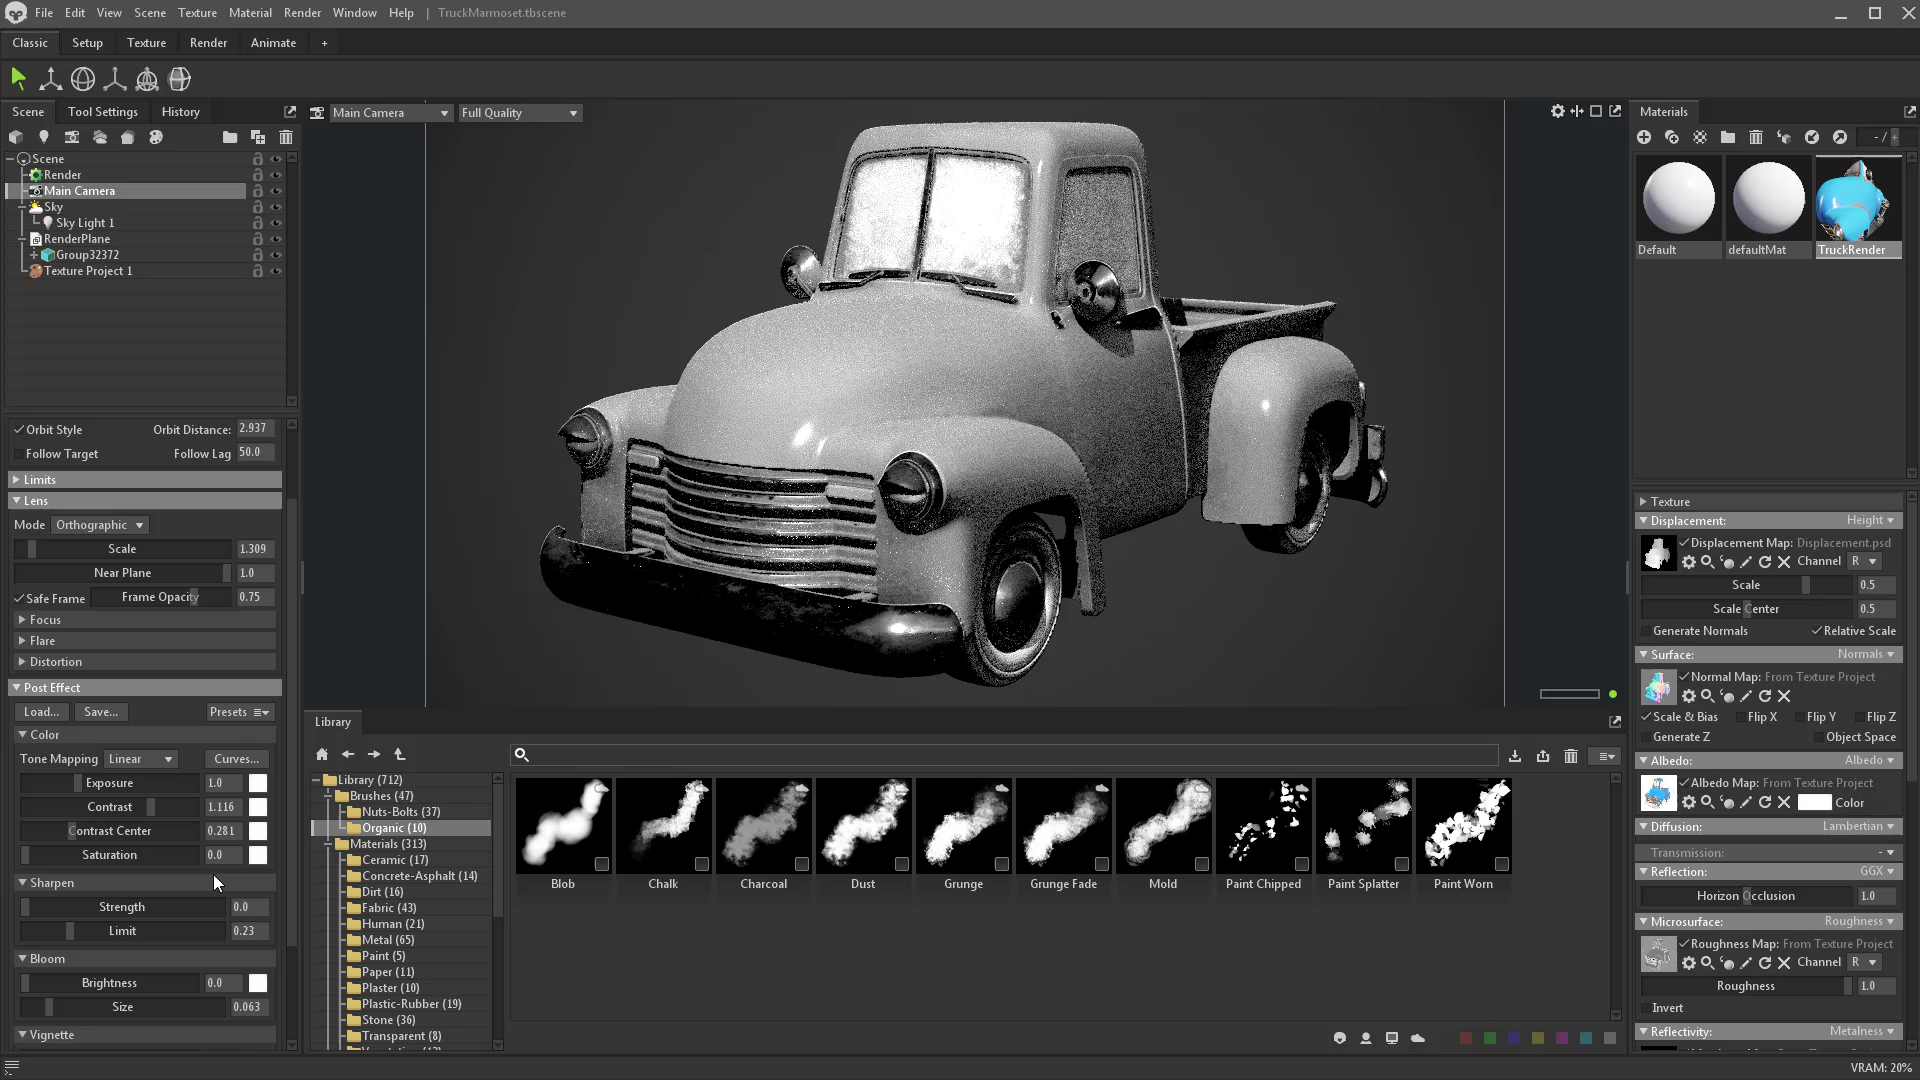 File Edit View Scene Texture Material Render Window Help | TruckMarmoset.tbscene
Classic Setup Texture Render Animate +
Scene Tool Settings History
Scene
Render
Main Camera
Sky
Sky Light 1
RenderPlane
Group32372
Texture Project 1
Orbit Style Orbit Distance: 2.937
Follow Target Follow Lag 50.0
Limits
Lens
Mode Orthographic
Scale 1.309
Near Plane 1.0
Safe Frame Frame Opacity 0.75
Focus
Flare
Distortion
Post Effect
Load... Save... Presets
Color
Tone Mapping Linear Curves...
Exposure 1.0
Contrast 1.116
Contrast Center 0.281
Saturation 0.0
Sharpen
Strength 0.0
Limit 0.23
Bloom
Brightness 0.0
Size 0.063
Vignette
Main Camera Full Quality
Library
Library (712)
Brushes (47)
Nuts-Bolts (37)
Organic (10)
Materials (313)
Ceramic (17)
Concrete-Asphalt (14)
Dirt (16)
Fabric (43)
Human (21)
Metal (65)
Paint (5)
Paper (11)
Plaster (10)
Plastic-Rubber (19)
Stone (36)
Transparent (8)
Blob Chalk Charcoal Dust Grunge Grunge Fade Mold Paint Chipped Paint Splatter Paint Worn
Materials
- /
Default defaultMat TruckRender
Texture
Displacement: Height
Displacement Map: Displacement.psd
Channel R
Scale 0.5
Scale Center 0.5
Generate Normals Relative Scale
Surface: Normals
Normal Map: From Texture Project
Scale & Bias Flip X Flip Y Flip Z
Generate Z Object Space
Albedo: Albedo
Albedo Map: From Texture Project
Color
Diffusion: Lambertian
Transmission: -
Reflection: GGX
Horizon Occlusion 1.0
Microsurface: Roughness
Roughness Map: From Texture Project
Channel R
Roughness 1.0
Invert
Reflectivity: Metalness
VRAM: 20%